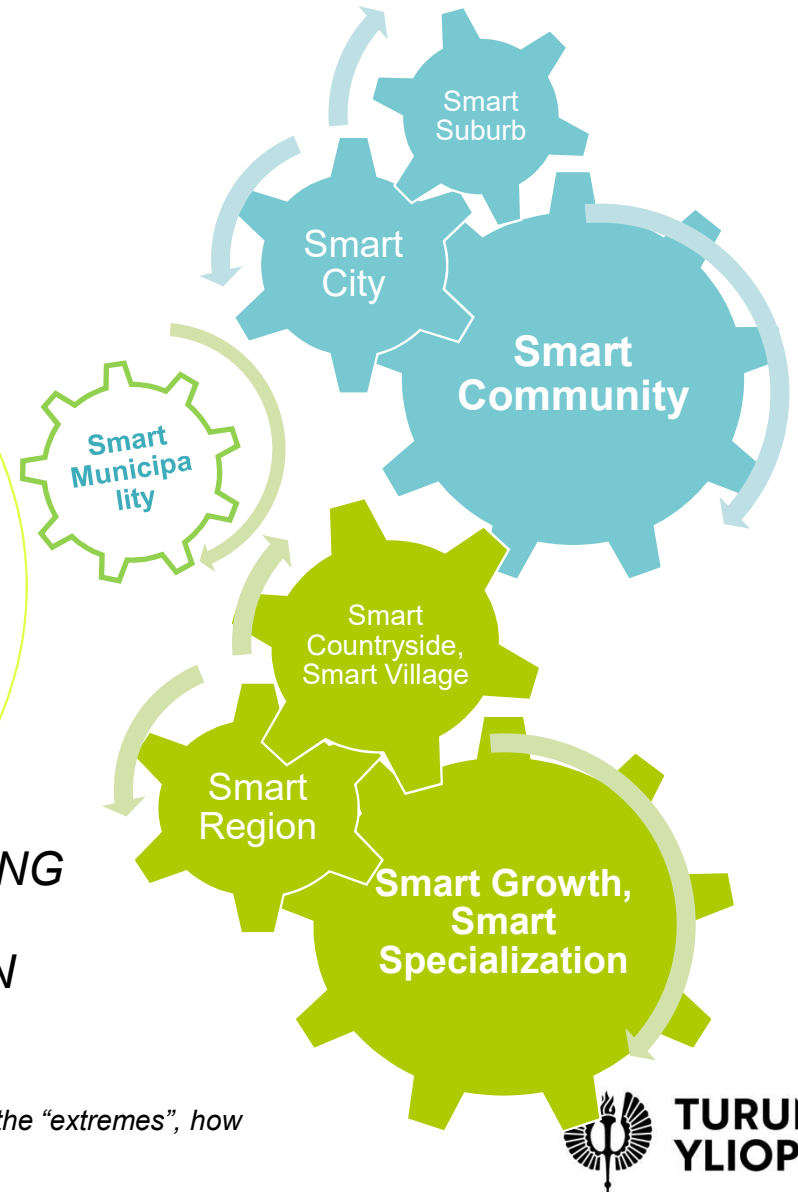 Smart
Suburb
Smart
City
Smart
Community
Smart
Municipa
lity
Smart
Countryside,
Smart Village
Smart
Region
Smart Growth,
Smart
Specialization
NG
N
the “extremes”, how
TURUN
YLIOP